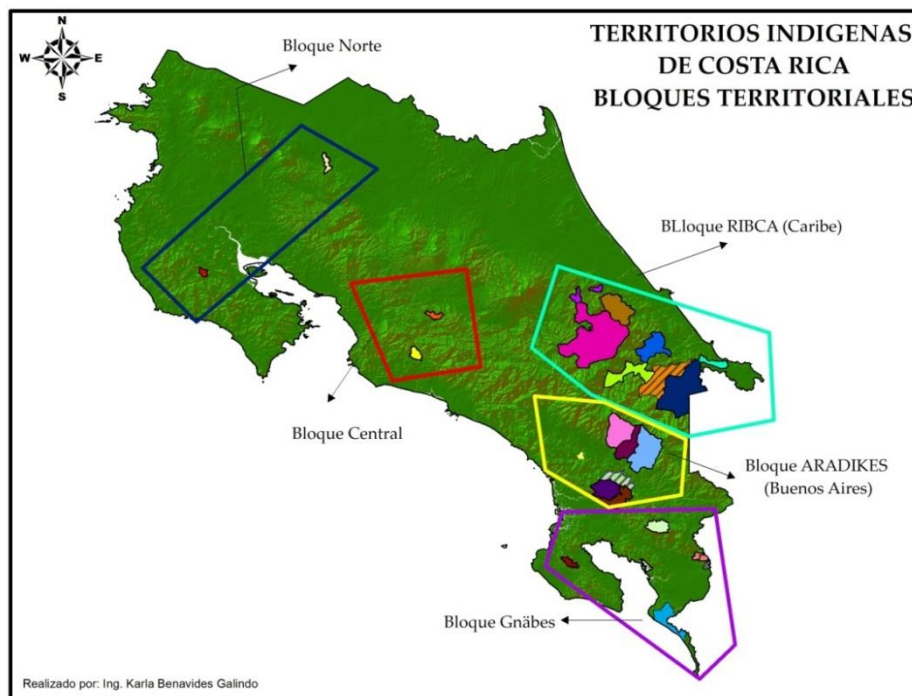 TERRITORIOS INDIGENAS
DE COSTA RICA
BLOQUES TERRITORIALES
N
W E
S
Bloque Norte
BLloque RIBCA (Caribe)
Bloque Central
Bloque ARADIKES
(Buenos Aires)
Bloque Gnäbes
Realizado por: Ing. Karla Benavides Galindo